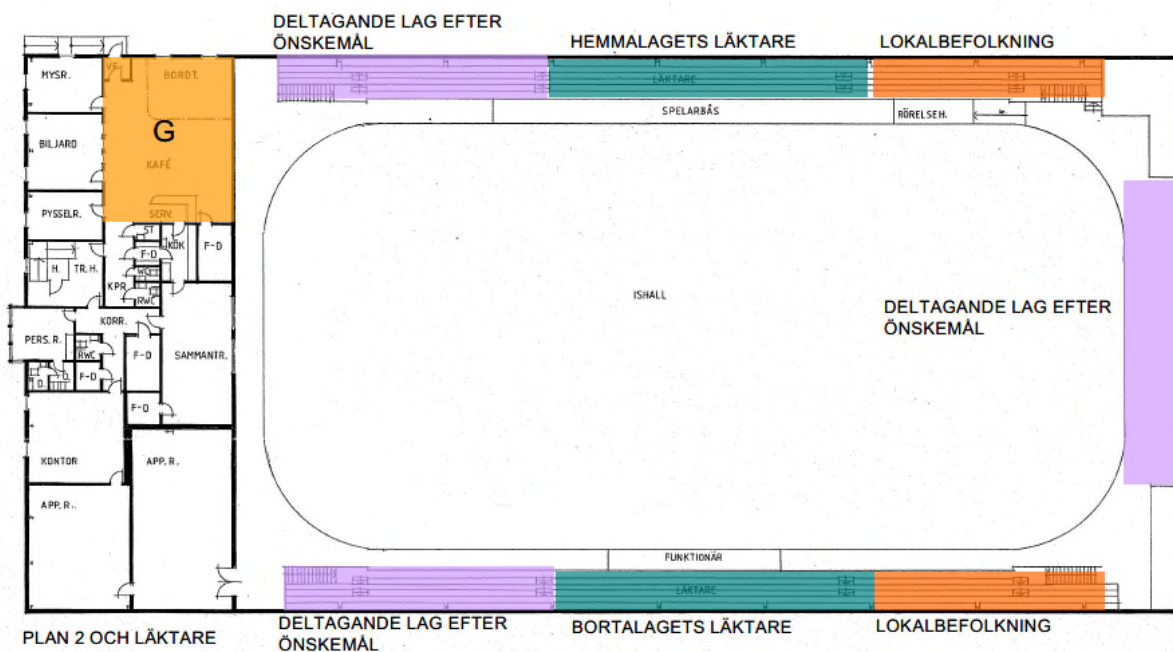 DELTAGANDE LAG EFTER
ÖNSKEMÅL
HEMMALAGETS LÄKTARE
LOKALBEFOLKNING
MYSR.
VF.
BORDT.
LÄKTARE
SPELARBÅS
RÖRELSEH.
G
BILJARD
KAFÉ
PYSSELR.
SERV.
ST
KÖK
F-D
F-D
H.
TR.H.
WC
KPR
RWC
ISHALL
DELTAGANDE LAG EFTER
ÖNSKEMÅL
KORR.
PERS.R.
RWC
F-D
SAMMANTR.
D.
D.
F-D
F-D
KONTOR
APP.R.
APP.R.
FUNKTIONÄR
LÄKTARE
PLAN 2 OCH LÄKTARE
DELTAGANDE LAG EFTER
ÖNSKEMÅL
BORTALAGETS LÄKTARE
LOKALBEFOLKNING